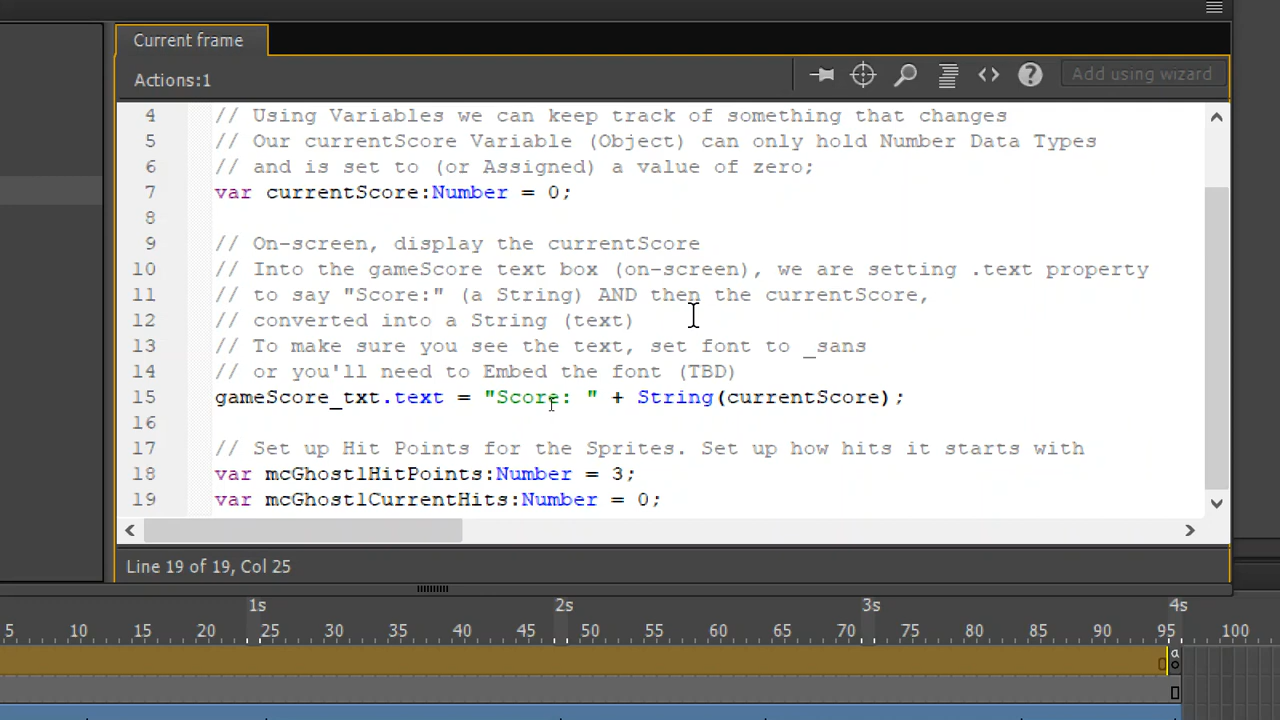 Current frame
Actions:1
Add using wizard
4 // Using Variables we can keep track of something that changes
5 // Our currentScore Variable (Object) can only hold Number Data Types
6 // and is set to (or Assigned) a value of zero;
7 var currentScore:Number = 0;
8
9 // On-screen, display the currentScore
10 // Into the gameScore text box (on-screen), we are setting .text property
11 // to say "Score:" (a String) AND then the currentScore,
12 // converted into a String (text)
13 // To make sure you see the text, set font to _sans
14 // or you'll need to Embed the font (TBD)
15 gameScore_txt.text = "Score: " + String(currentScore);
16
17 // Set up Hit Points for the Sprites. Set up how hits it starts with
18 var mcGhost1HitPoints:Number = 3;
19 var mcGhost1CurrentHits:Number = 0;
Line 19 of 19, Col 25
1s 2s 3s 4s
5 10 15 20 25 30 35 40 45 50 55 60 65 70 75 80 85 90 95 100
a